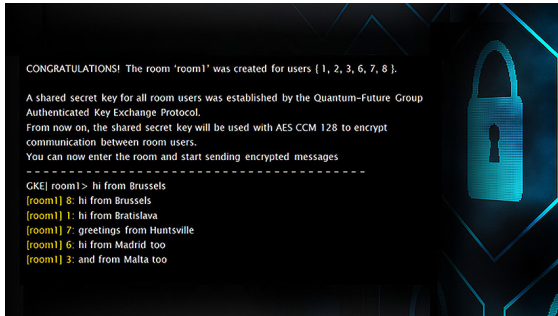 CONGRATULATIONS! The room 'room1' was created for users { 1, 2, 3, 6, 7, 8 }.
A shared secret key for all room users was established by the Quantum-Future Group
Authenticated Key Exchange Protocol.
From now on, the shared secret key will be used with AES CCM 128 to encrypt
communication between room users.
You can now enter the room and start sending encrypted messages
- - - - - - - - - - - - - - - - - - - - - - - - - - - - - - - - - - - - - - -
GKE| room1> hi from Brussels
[room1] 8: hi from Brussels
[room1] 1: hi from Bratislava
[room1] 7: greetings from Huntsville
[room1] 6: hi from Madrid too
[room1] 3: and from Malta too